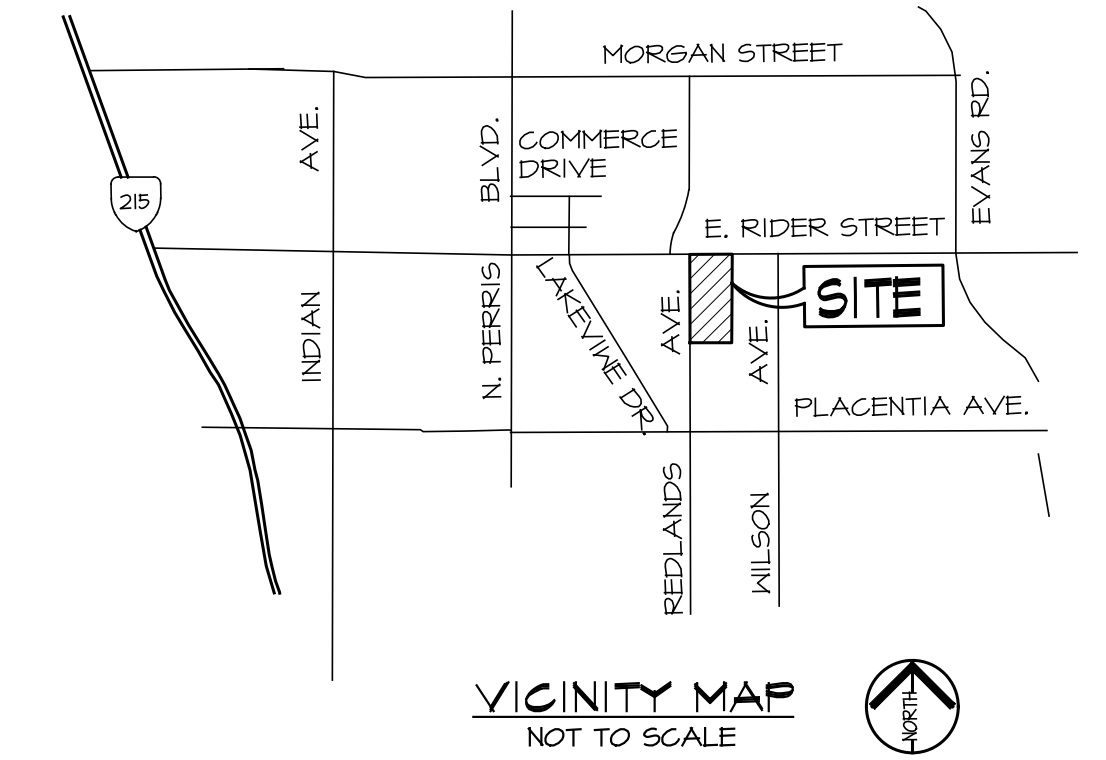 MORGAN STREET
EVANS RD.
INDIAN AVE.
N. PERRIS BLVD.
COMMERCE
DRIVE
215
E. RIDER STREET
LAKEVIWE DR.
SITE
REDLANDS AVE.
WILSON AVE.
PLACENTIA AVE.
VICINITY MAP
NOT TO SCALE
NORTH